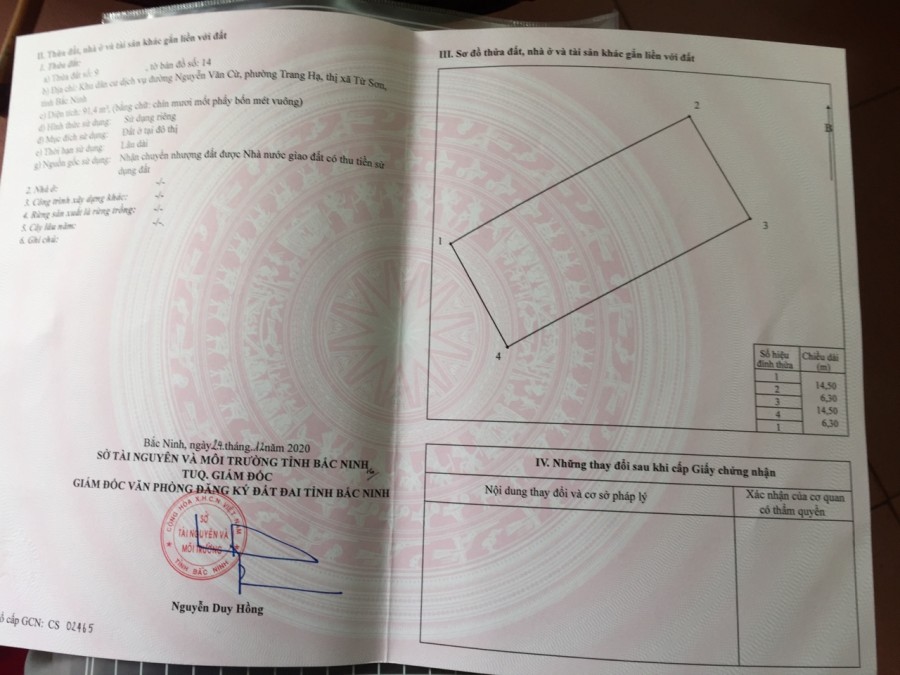 II. Thửa đất, nhà ở và tài sản khác gắn liền với đất
1. Thửa đất:
a) Thửa đất số: 9 , tờ bản đồ số: 14
b) Địa chỉ: Khu dân cư dịch vụ đường Nguyễn Văn Cừ, phường Trang Hạ, thị xã Từ Sơn,
tỉnh Bắc Ninh
c) Diện tích: 91,4 m², (bằng chữ: chín mươi mốt phẩy bốn mét vuông)
d) Hình thức sử dụng: Sử dụng riêng
đ) Mục đích sử dụng: Đất ở tại đô thị
e) Thời hạn sử dụng: Lâu dài
g) Nguồn gốc sử dụng: Nhận chuyển nhượng đất được Nhà nước giao đất có thu tiền sử
dụng đất
2. Nhà ở: -/-
3. Công trình xây dựng khác: -/-
4. Rừng sản xuất là rừng trồng: -/-
5. Cây lâu năm: -/-
6. Ghi chú:
Bắc Ninh, ngày 24 tháng 12 năm 2020
SỞ TÀI NGUYÊN VÀ MÔI TRƯỜNG TỈNH BẮC NINH
TUQ. GIÁM ĐỐC
GIÁM ĐỐC VĂN PHÒNG ĐĂNG KÝ ĐẤT ĐAI TỈNH BẮC NINH
CỘNG HÒA X.H.C.N VIỆT NAM
SỞ
TÀI NGUYÊN VÀ
MÔI TRƯỜNG
TỈNH BẮC NINH
Nguyễn Duy Hồng
ố cấp GCN: CS 02465
III. Sơ đồ thửa đất, nhà ở và tài sản khác gắn liền với đất
2
B
1
3
4
Số hiệu đỉnh thửa Chiều dài (m)
1
14,50
2
6,30
3
14,50
4
6,30
1
IV. Những thay đổi sau khi cấp Giấy chứng nhận
Nội dung thay đổi và cơ sở pháp lý
Xác nhận của cơ quan
có thẩm quyền